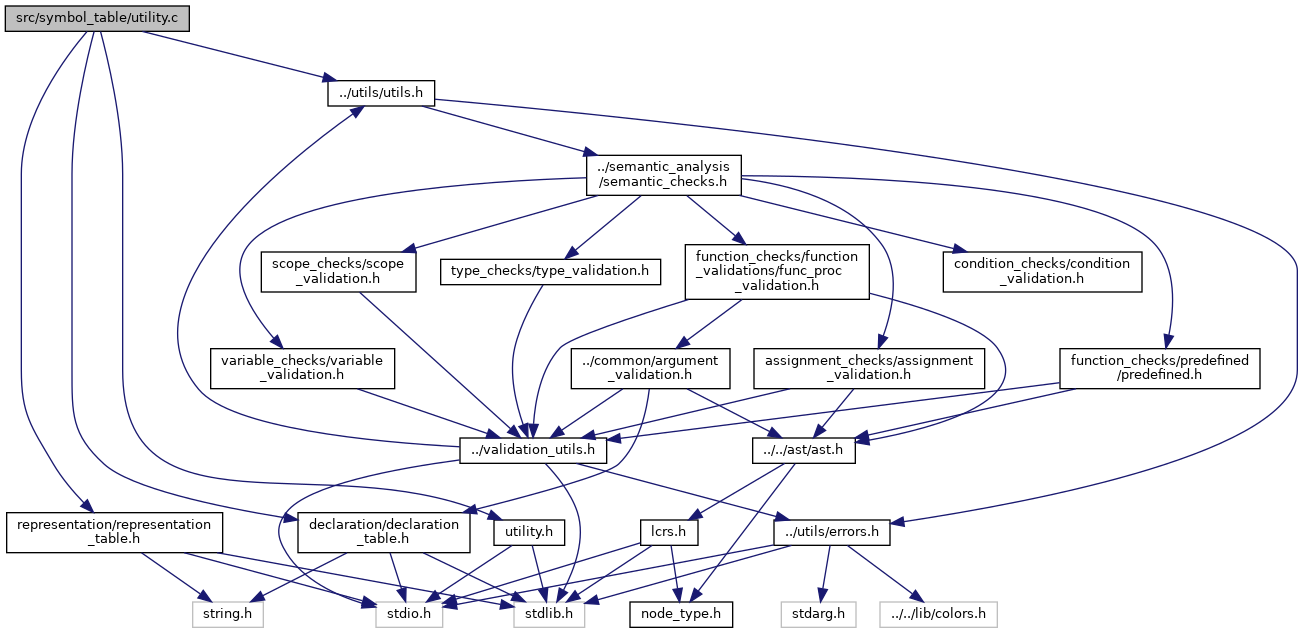 src/symbol_table/utility.c
../utils/utils.h
../semantic_analysis
/semantic_checks.h
scope_checks/scope
_validation.h
type_checks/type_validation.h
function_checks/function
_validations/func_proc
_validation.h
condition_checks/condition
_validation.h
variable_checks/variable
_validation.h
../common/argument
_validation.h
assignment_checks/assignment
_validation.h
function_checks/predefined
/predefined.h
../validation_utils.h
../../ast/ast.h
representation/representation
_table.h
declaration/declaration
_table.h
utility.h
lcrs.h
../utils/errors.h
string.h
stdio.h
stdlib.h
node_type.h
stdarg.h
../../lib/colors.h